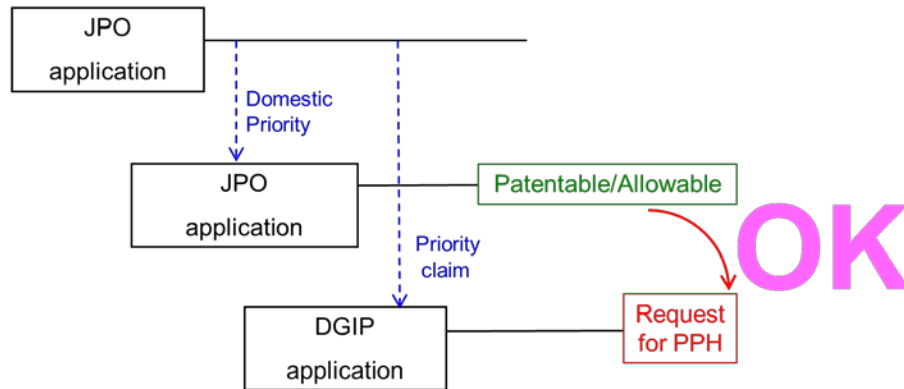 JPO
application
Domestic
Priority
JPO
application
Patentable/Allowable
OK
Priority
claim
DGIP
application
Request
for PPH